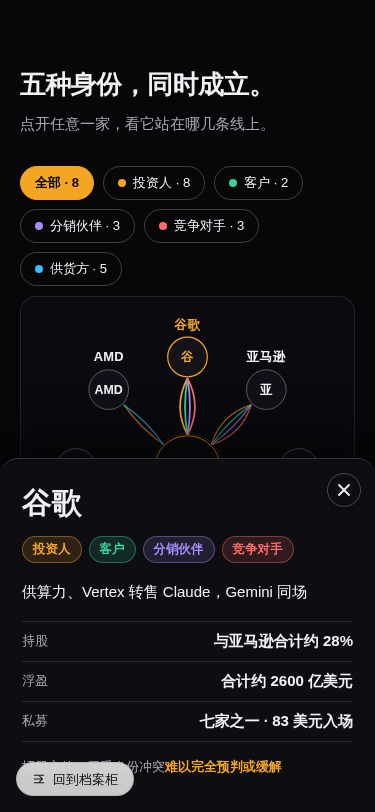 五种身份，同时成立。
点开任意一家，看它站在哪几条线上。
全部 · 8
投资人 · 8
客户 · 2
分销伙伴 · 3
竞争对手 · 3
供货方 · 5
谷歌
AMD
亚马逊
谷
AMD
亚
谷歌
投资人
客户
分销伙伴
竞争对手
供算力、Vertex 转售 Claude，Gemini 同场
持股
与亚马逊合计约 28%
浮盈
合计约 2600 亿美元
私募
七家之一 · 83 美元入场
份冲突难以完全预判或缓解
回到档案柜